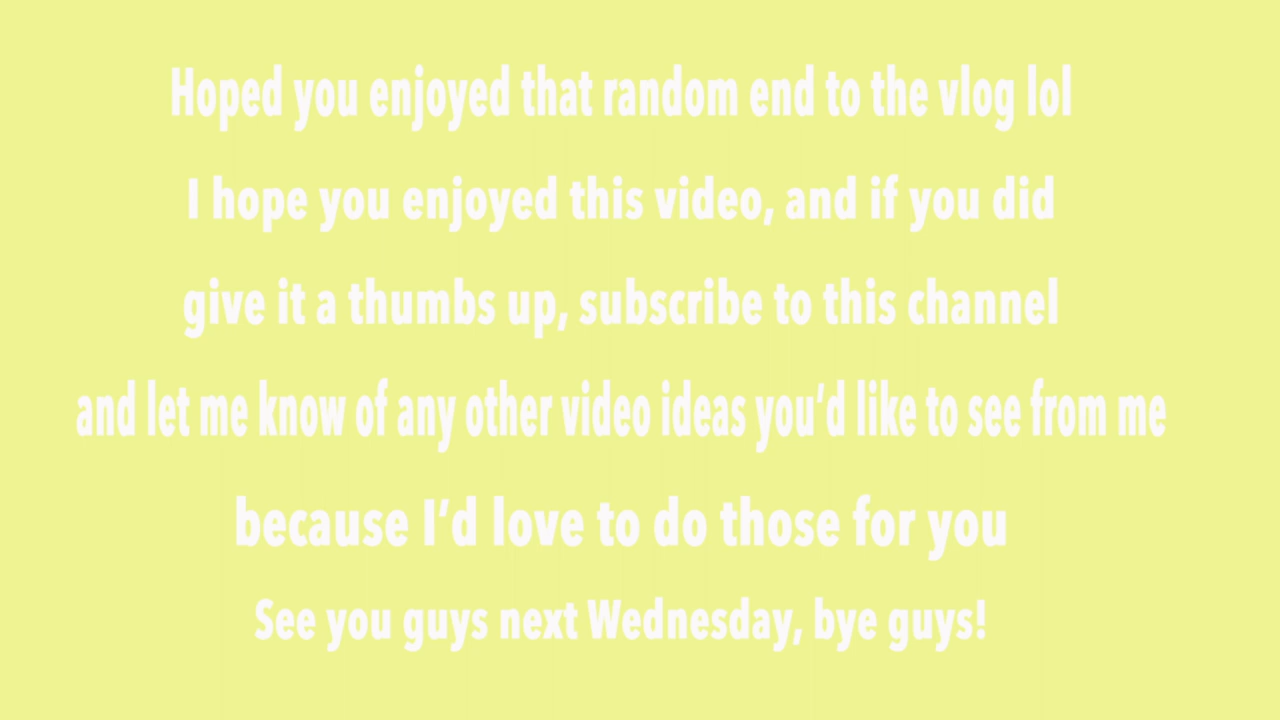 Hoped you enjoyed that random end to the vlog lol
I hope you enjoyed this video, and if you did
give it a thumbs up, subscribe to this channel
and let me know of any other video ideas you'd like to see from me
because I'd love to do those for you
See you guys next Wednesday, bye guys!